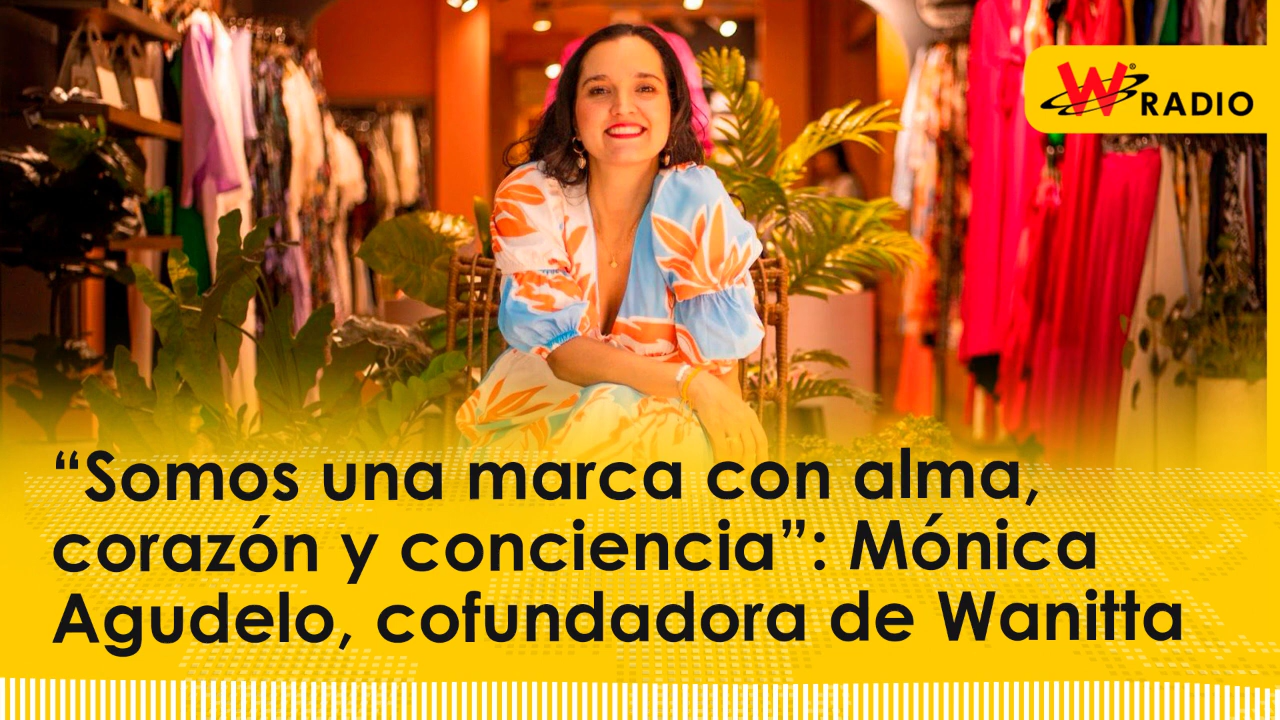 W RADIO
“Somos una marca con alma,
corazón y conciencia”: Mónica
Agudelo, cofundadora de Wanitta